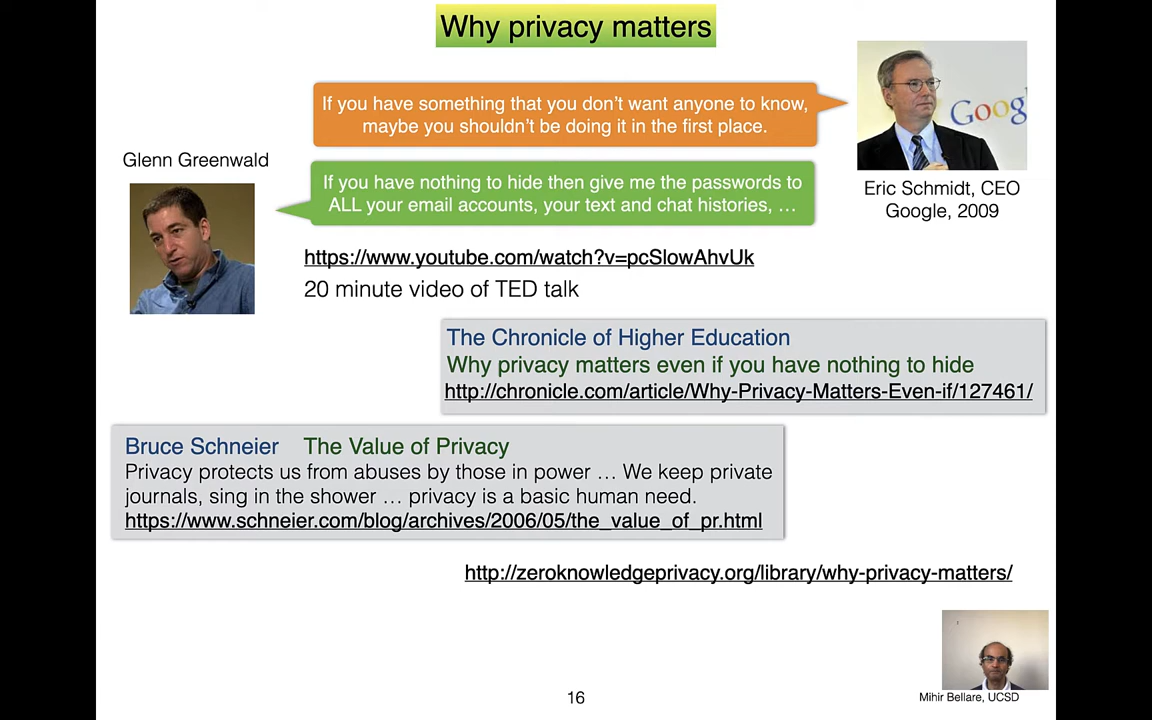 Why privacy matters
If you have something that you don't want anyone to know,
maybe you shouldn't be doing it in the first place.
Google
Eric Schmidt, CEO
Google, 2009
Glenn Greenwald
If you have nothing to hide then give me the passwords to
ALL your email accounts, your text and chat histories, …
https://www.youtube.com/watch?v=pcSlowAhvUk
20 minute video of TED talk
The Chronicle of Higher Education
Why privacy matters even if you have nothing to hide
http://chronicle.com/article/Why-Privacy-Matters-Even-if/127461/
Bruce Schneier The Value of Privacy
Privacy protects us from abuses by those in power … We keep private
journals, sing in the shower … privacy is a basic human need.
https://www.schneier.com/blog/archives/2006/05/the_value_of_pr.html
http://zeroknowledgeprivacy.org/library/why-privacy-matters/
16
Mihir Bellare, UCSD